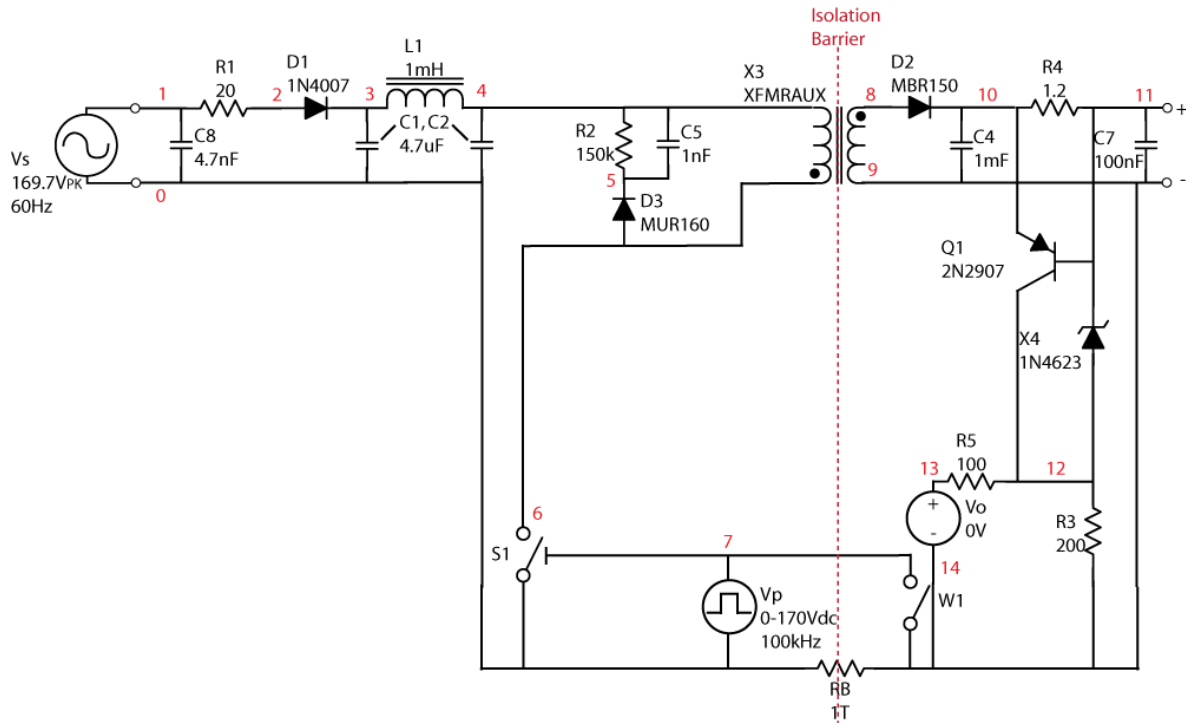 Isolation
Barrier
L1
1mH
R1
20
D1
1N4007
1
2
3
4
X3
XFMRAUX
8
D2
MBR150
10
R4
1.2
11
+
C8
4.7nF
C1, C2
4.7uF
R2
150k
C5
1nF
C4
1mF
C7
100nF
Vs
169.7VPK
60Hz
0
5
9
-
D3
MUR160
Q1
2N2907
X4
1N4623
R5
100
13
12
+
-
Vo
0V
R3
200
6
S1
7
14
W1
Vp
0-170Vdc
100kHz
RB
1T